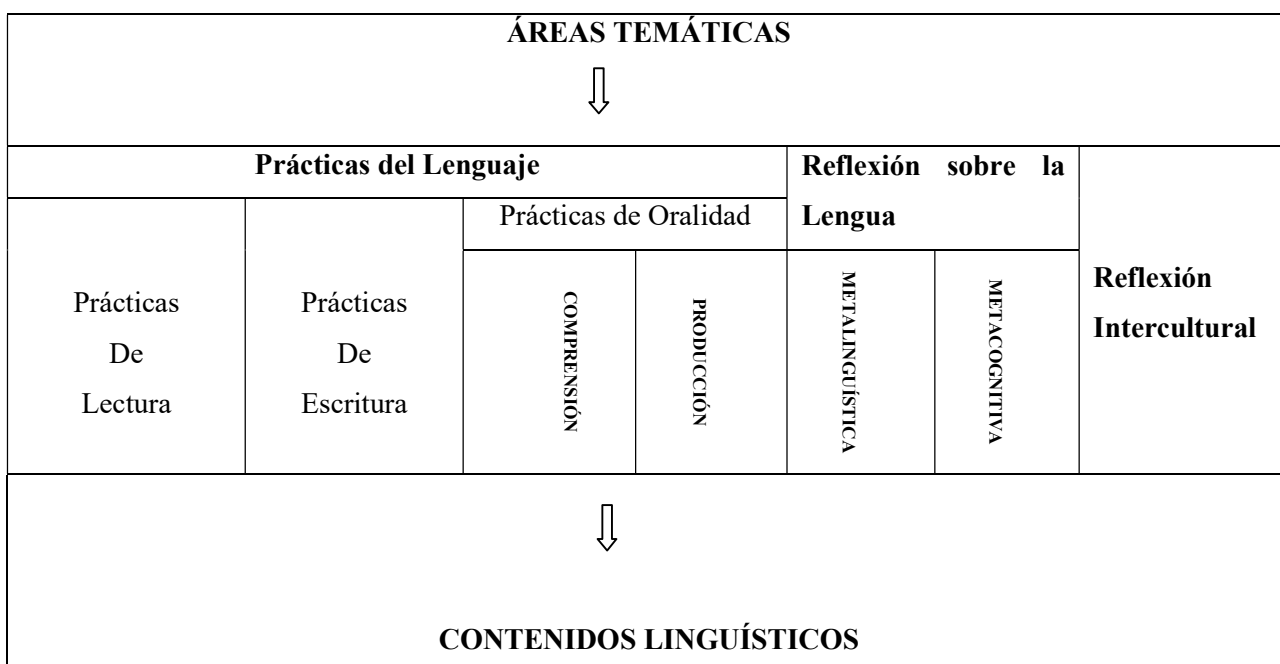 ÁREAS TEMÁTICAS
Prácticas del Lenguaje
Reflexión sobre la
Lengua
Reflexión
Intercultural
Prácticas
De
Lectura
Prácticas
De
Escritura
Prácticas de Oralidad
COMPRENSIÓN
PRODUCCIÓN
METALINGUÍSTICA
METACOGNITIVA
CONTENIDOS LINGUÍSTICOS